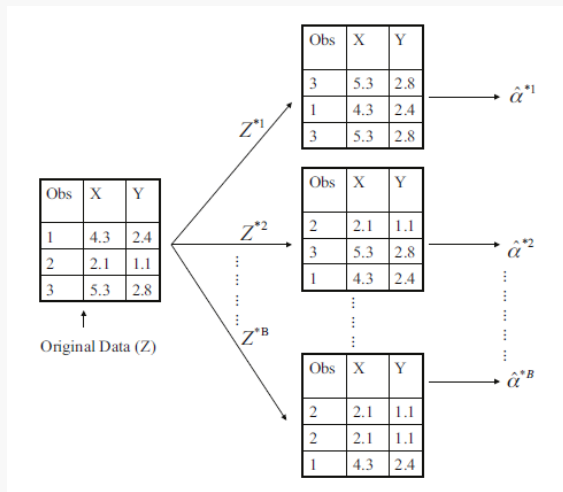 Obs X Y
3 5.3 2.8
1 4.3 2.4
3 5.3 2.8
Z*1
α̂*1
Obs X Y
1 4.3 2.4
2 2.1 1.1
3 5.3 2.8
Original Data (Z)
Z*2
Obs X Y
2 2.1 1.1
3 5.3 2.8
1 4.3 2.4
α̂*2
Z*B
Obs X Y
2 2.1 1.1
2 2.1 1.1
1 4.3 2.4
α̂*B